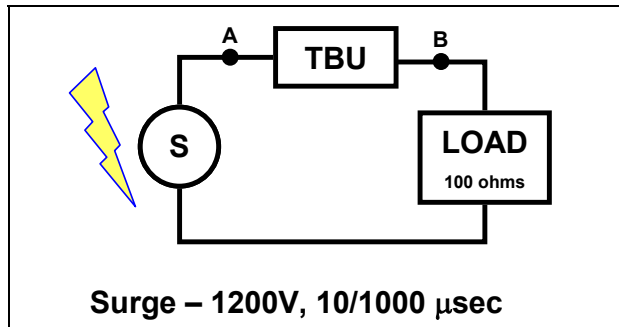 A
TBU
B
S
LOAD
100 ohms
Surge – 1200V, 10/1000 μsec